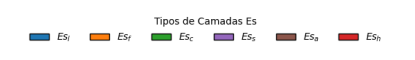 Tipos de Camadas Es
Es_l Es_f Es_c Es_s Es_a Es_h